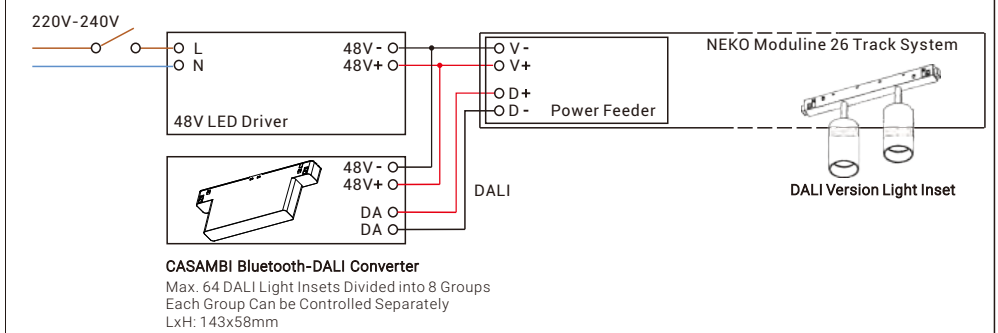 220V-240V
L
N
48V -
48V+
48V LED Driver
V -
V+
D+
D -
Power Feeder
NEKO Moduline 26 Track System
DALI Version Light Inset
48V -
48V+
DA
DA
DALI
CASAMBI Bluetooth-DALI Converter
Max. 64 DALI Light Insets Divided into 8 Groups
Each Group Can be Controlled Separately
LxH: 143x58mm